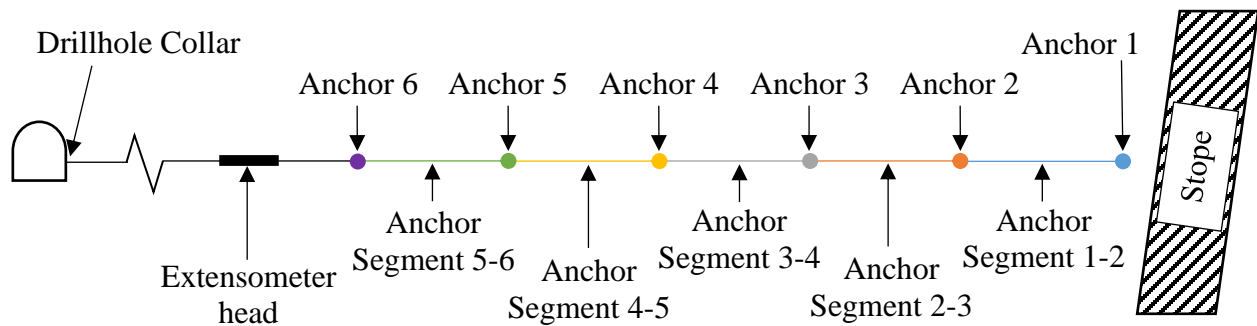 Drillhole Collar
Anchor 1
Anchor 6
Anchor 5
Anchor 4
Anchor 3
Anchor 2
Stope
Anchor
Segment 5-6
Anchor
Segment 3-4
Anchor
Segment 1-2
Extensometer
head
Anchor
Segment 4-5
Anchor
Segment 2-3